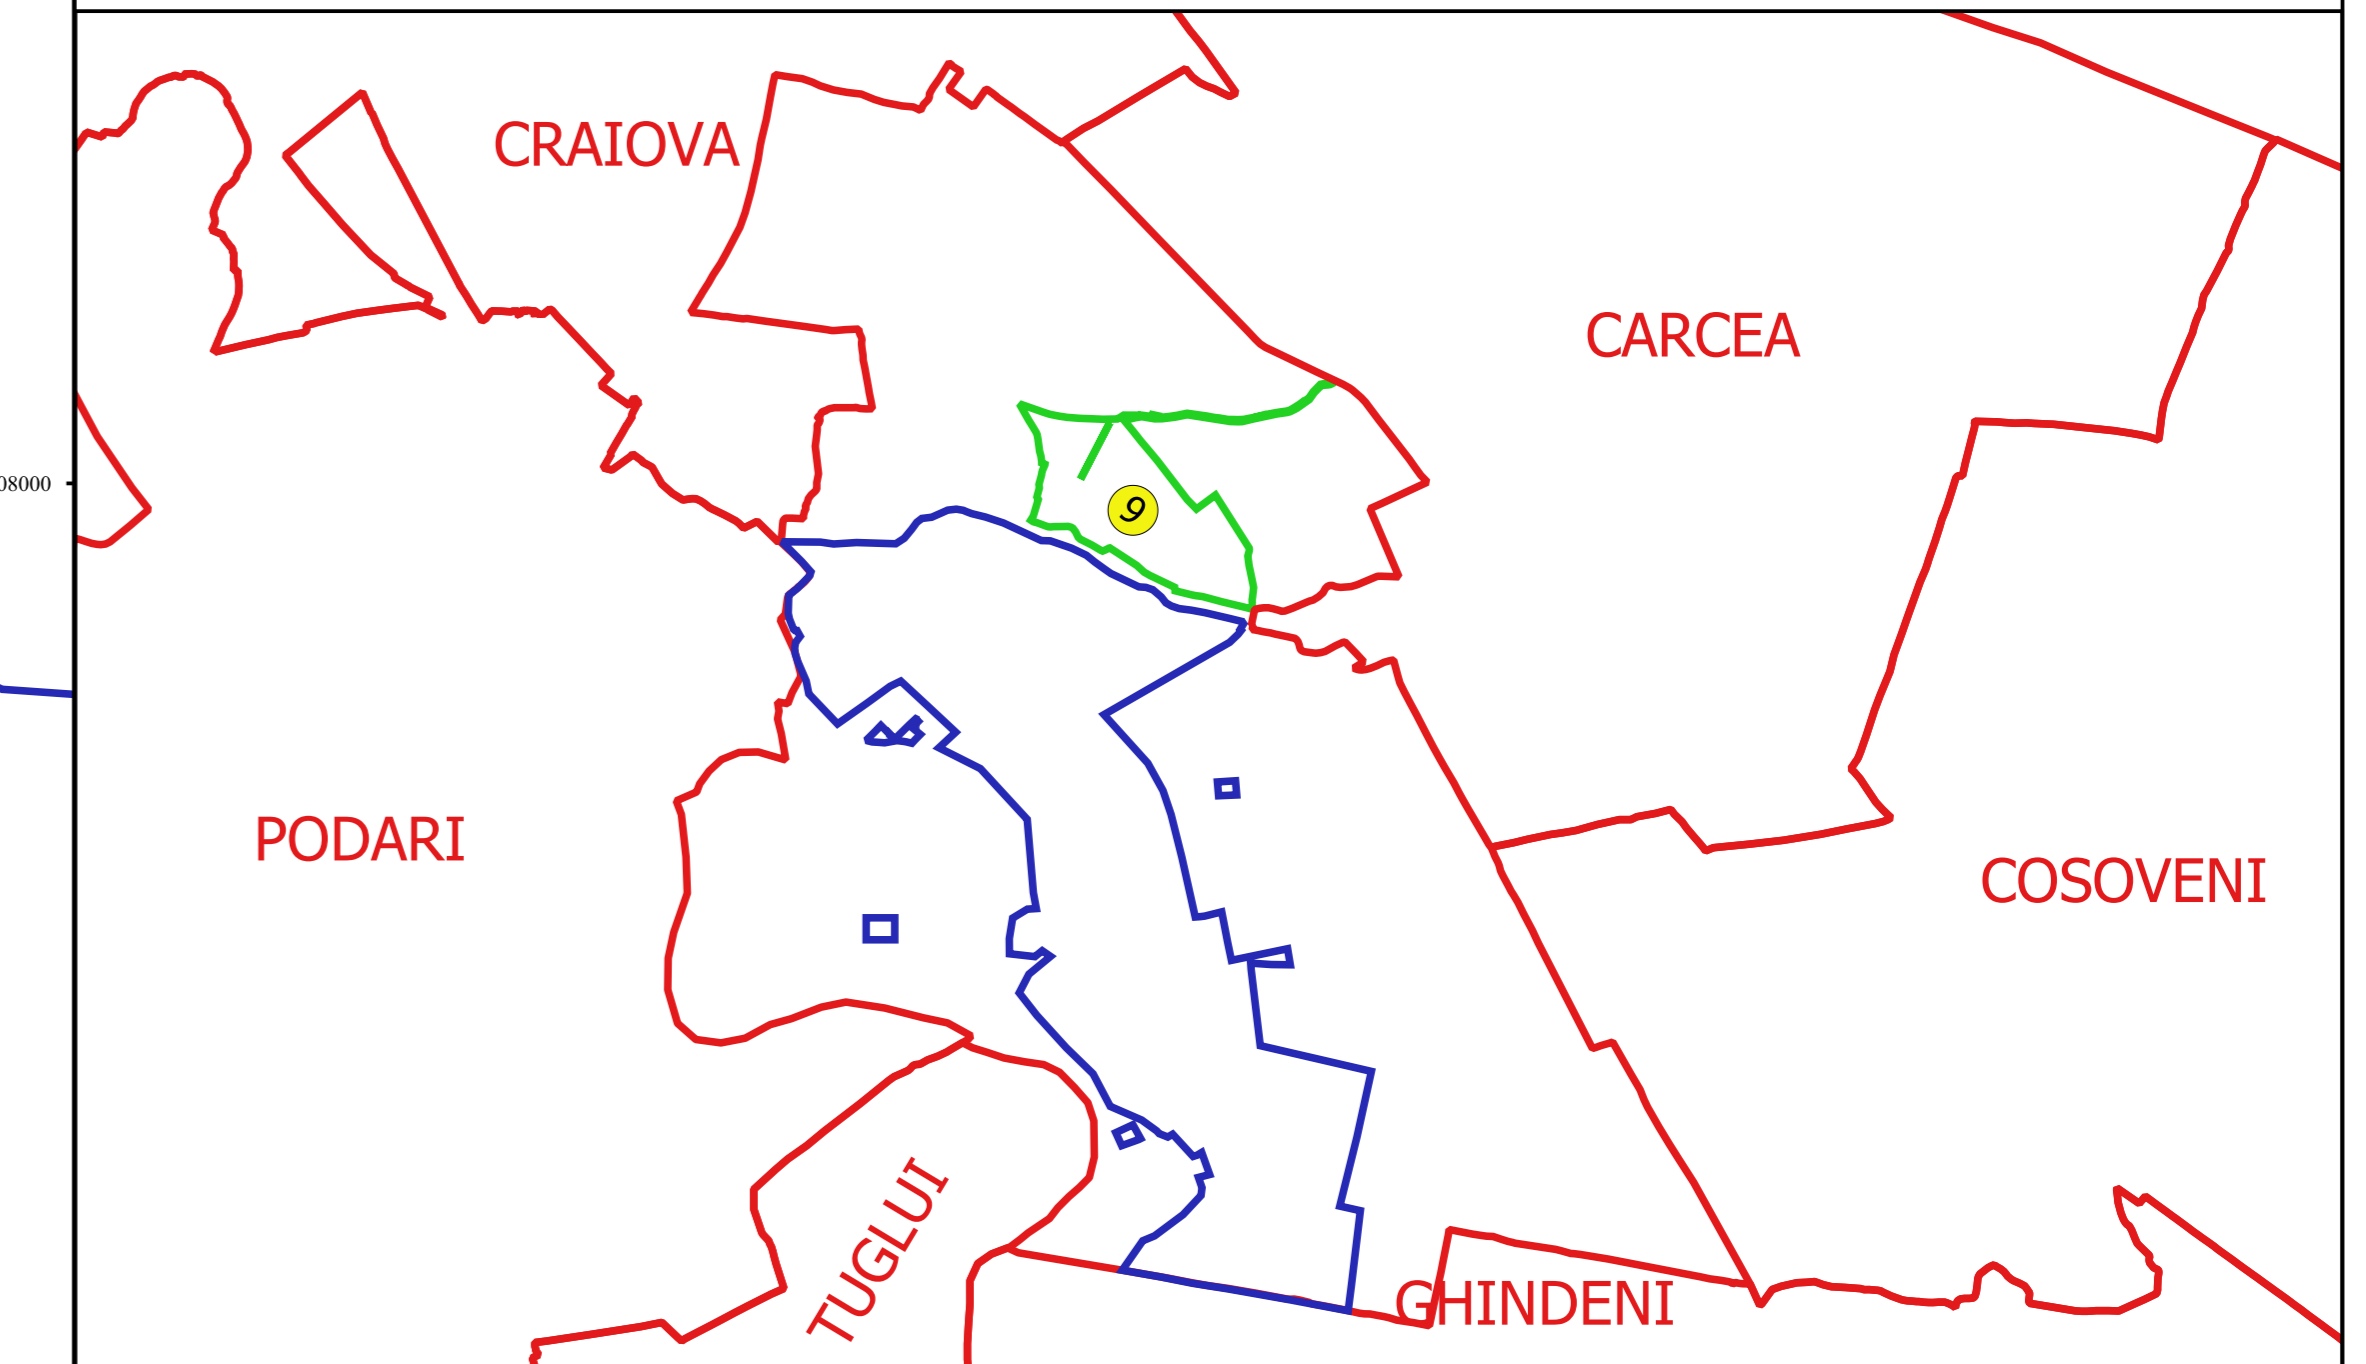 CRAIOVA
CARCEA
08000
9
PODARI
COSOVENI
TUGLUI
GHINDENI